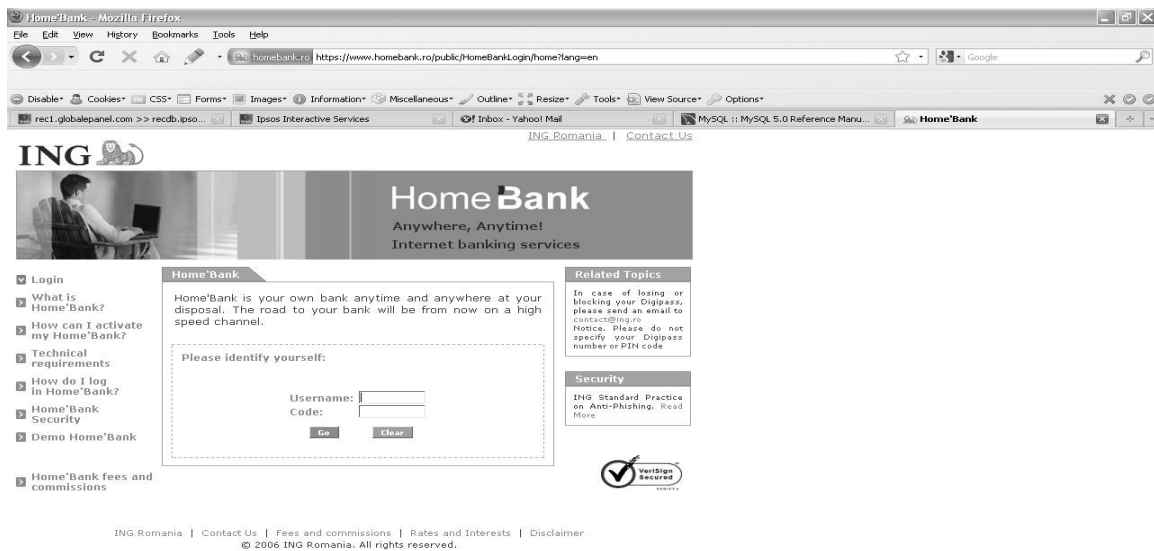 Home'Bank - Mozilla Firefox
File Edit View History Bookmarks Tools Help
homebank.ro https://www.homebank.ro/public/HomeBankLogin/home?lang=en
Google
Disable Cookies CSS Forms Images Information Miscellaneous Outline Resize Tools View Source Options
rec1.globalepanel.com >> recdb.ipso... Ipsos Interactive Services Inbox - Yahoo! Mail MySQL :: MySQL 5.0 Reference Manu... Home'Bank
ING Romania | Contact Us
ING
Home'Bank
Anywhere, Anytime!
Internet banking services
Login
What is
Home'Bank?
How can I activate
my Home'Bank?
Technical
requirements
How do I log
in Home'Bank?
Home'Bank
Security
Demo Home'Bank
Home'Bank fees and
commissions
Home'Bank
Home'Bank is your own bank anytime and anywhere at your
disposal. The road to your bank will be from now on a high
speed channel.
Please identify yourself:
Username:
Code:
Go Clear
Related Topics
In case of losing or
blocking your Digipass,
please send an email to
contact@ing.ro
Notice. Please do not
specify your Digipass
number or PIN code
Security
ING Standard Practice
on Anti-Phishing. Read
More
VeriSign
Secured
VERIFY
ING Romania | Contact Us | Fees and commissions | Rates and Interests | Disclaimer
© 2006 ING Romania. All rights reserved.